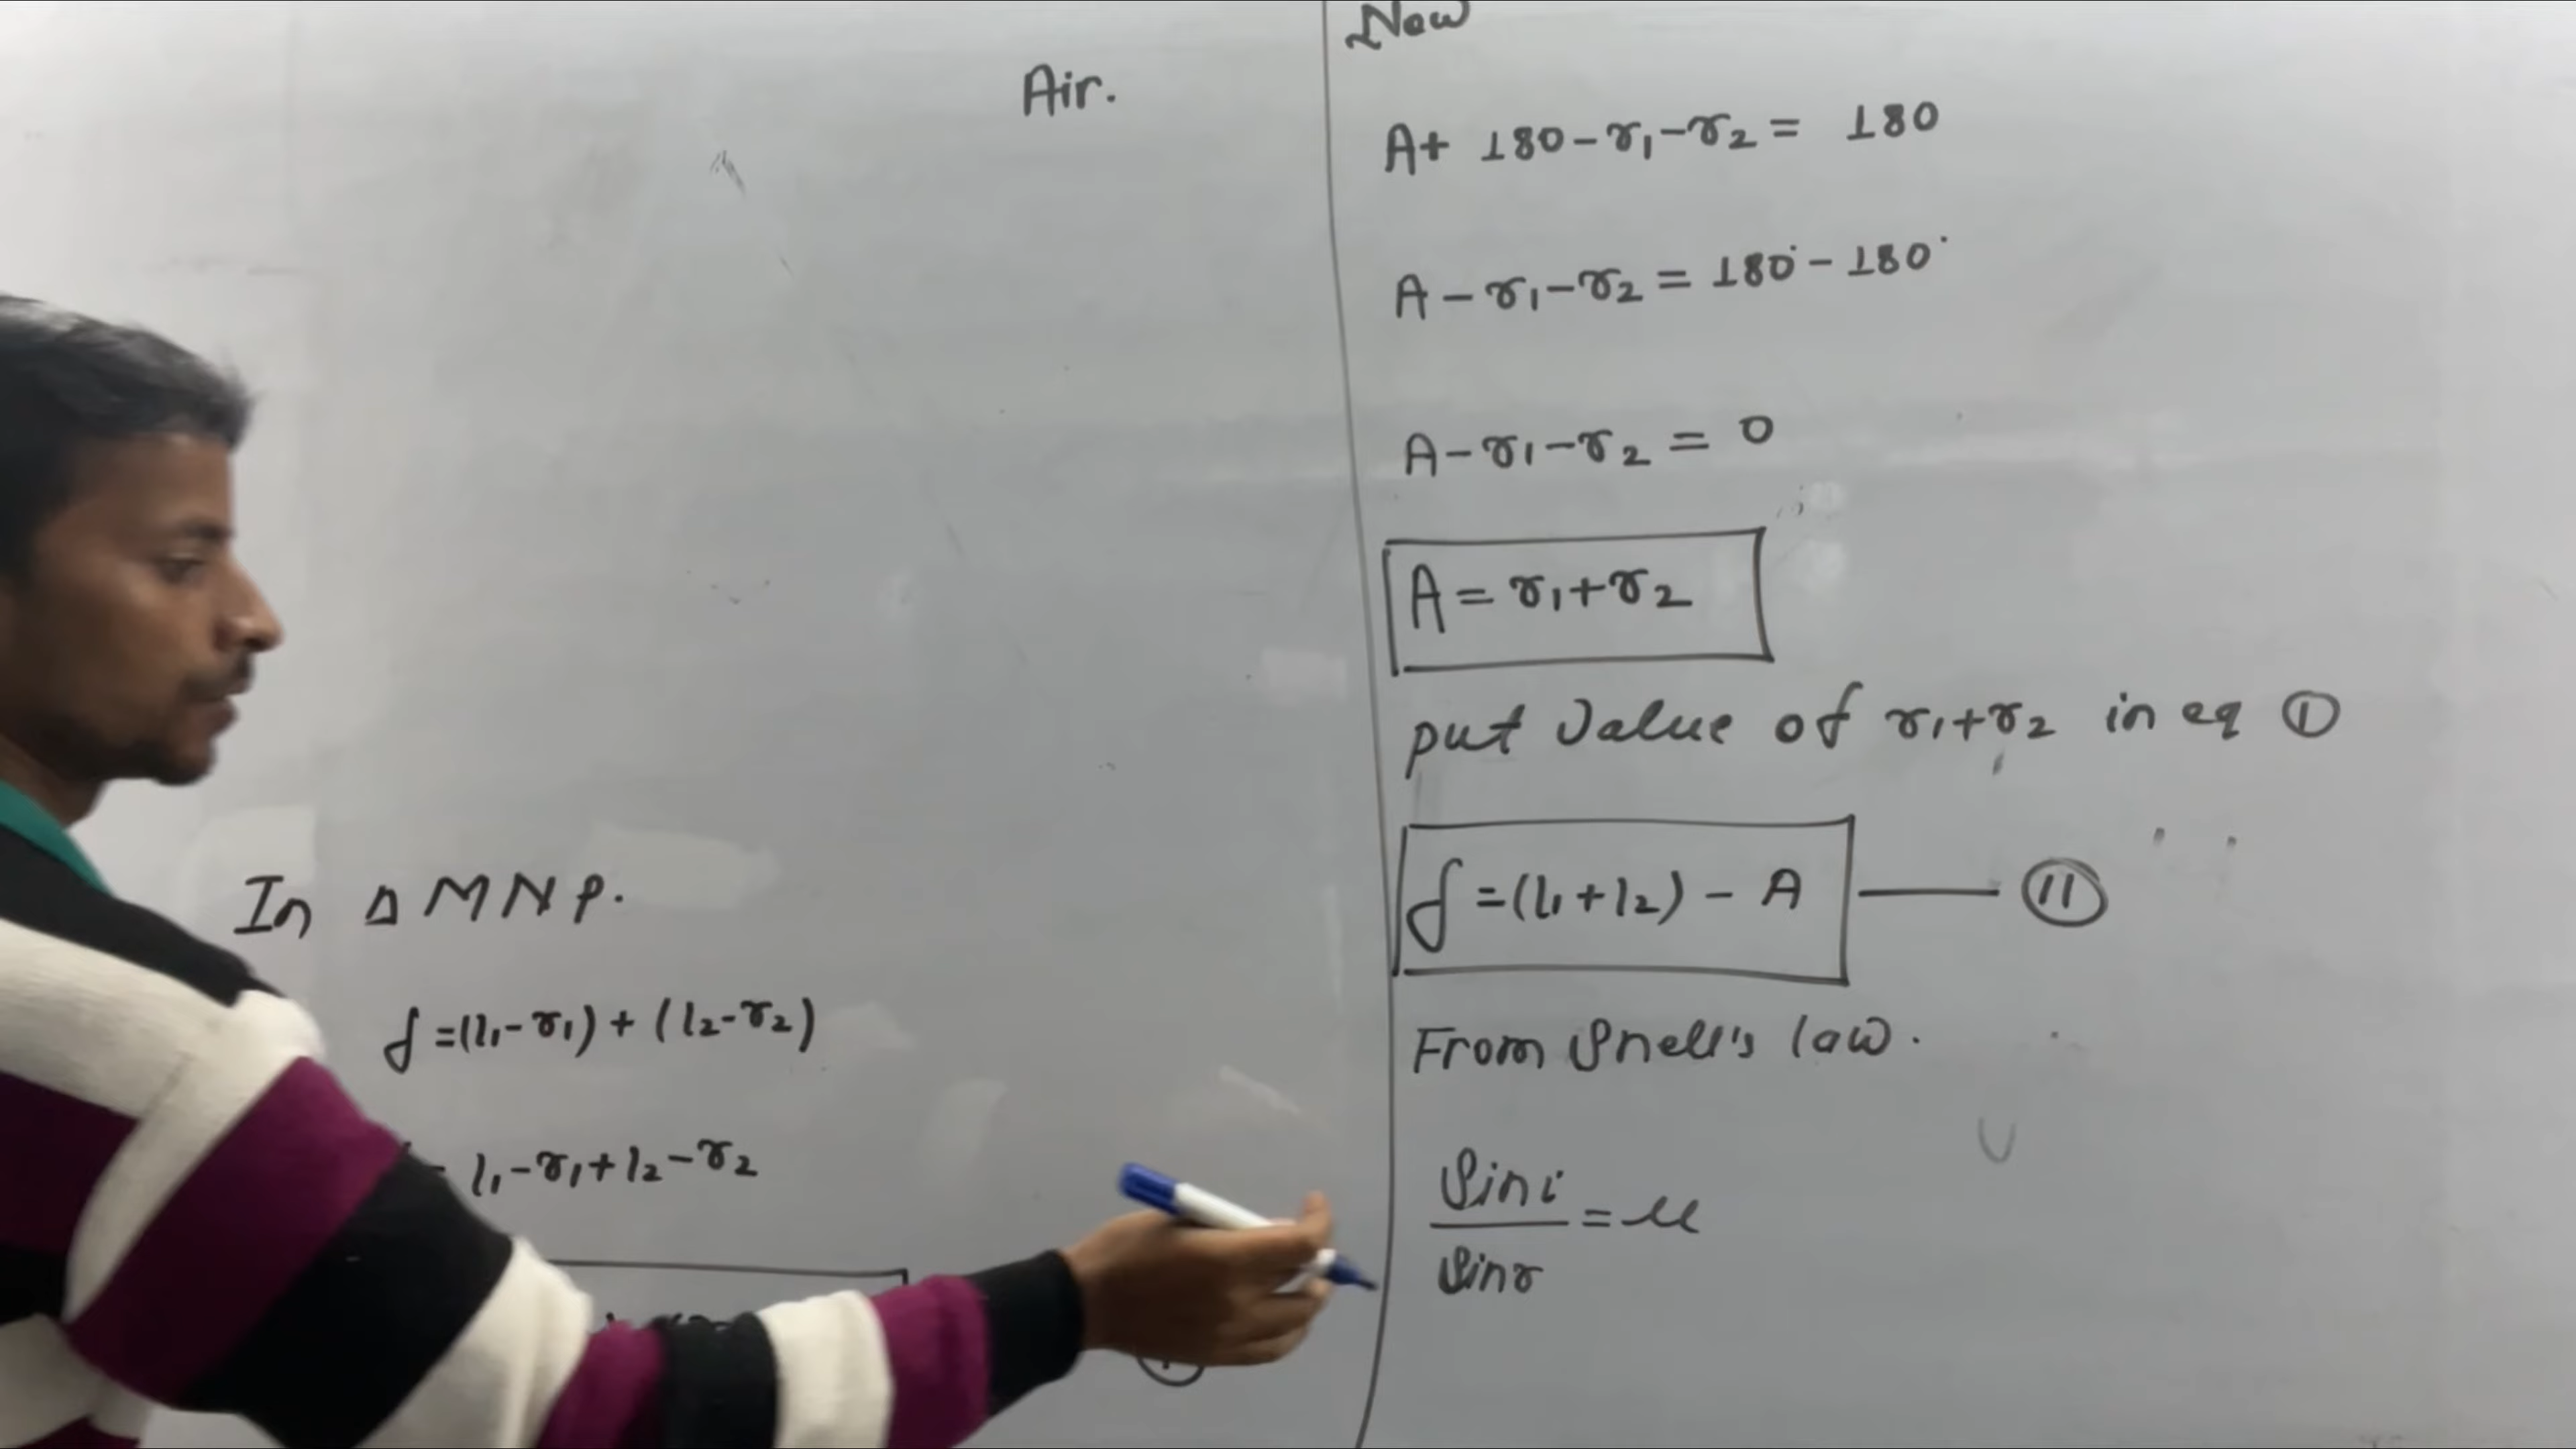 Air.
In Δ MNP.
δ = (i₁-r₁) + (i₂-r₂)
i₁-r₁+i₂-r₂
Now
A+ 180-r₁-r₂ = 180
A-r₁-r₂ = 180°-180°
A-r₁-r₂ = 0
A = r₁+r₂
put value of r₁+r₂ in eq ①
δ = (i₁+i₂) - A — ⑪
From Snell's law.
Sin i
——— = μ
Sin r